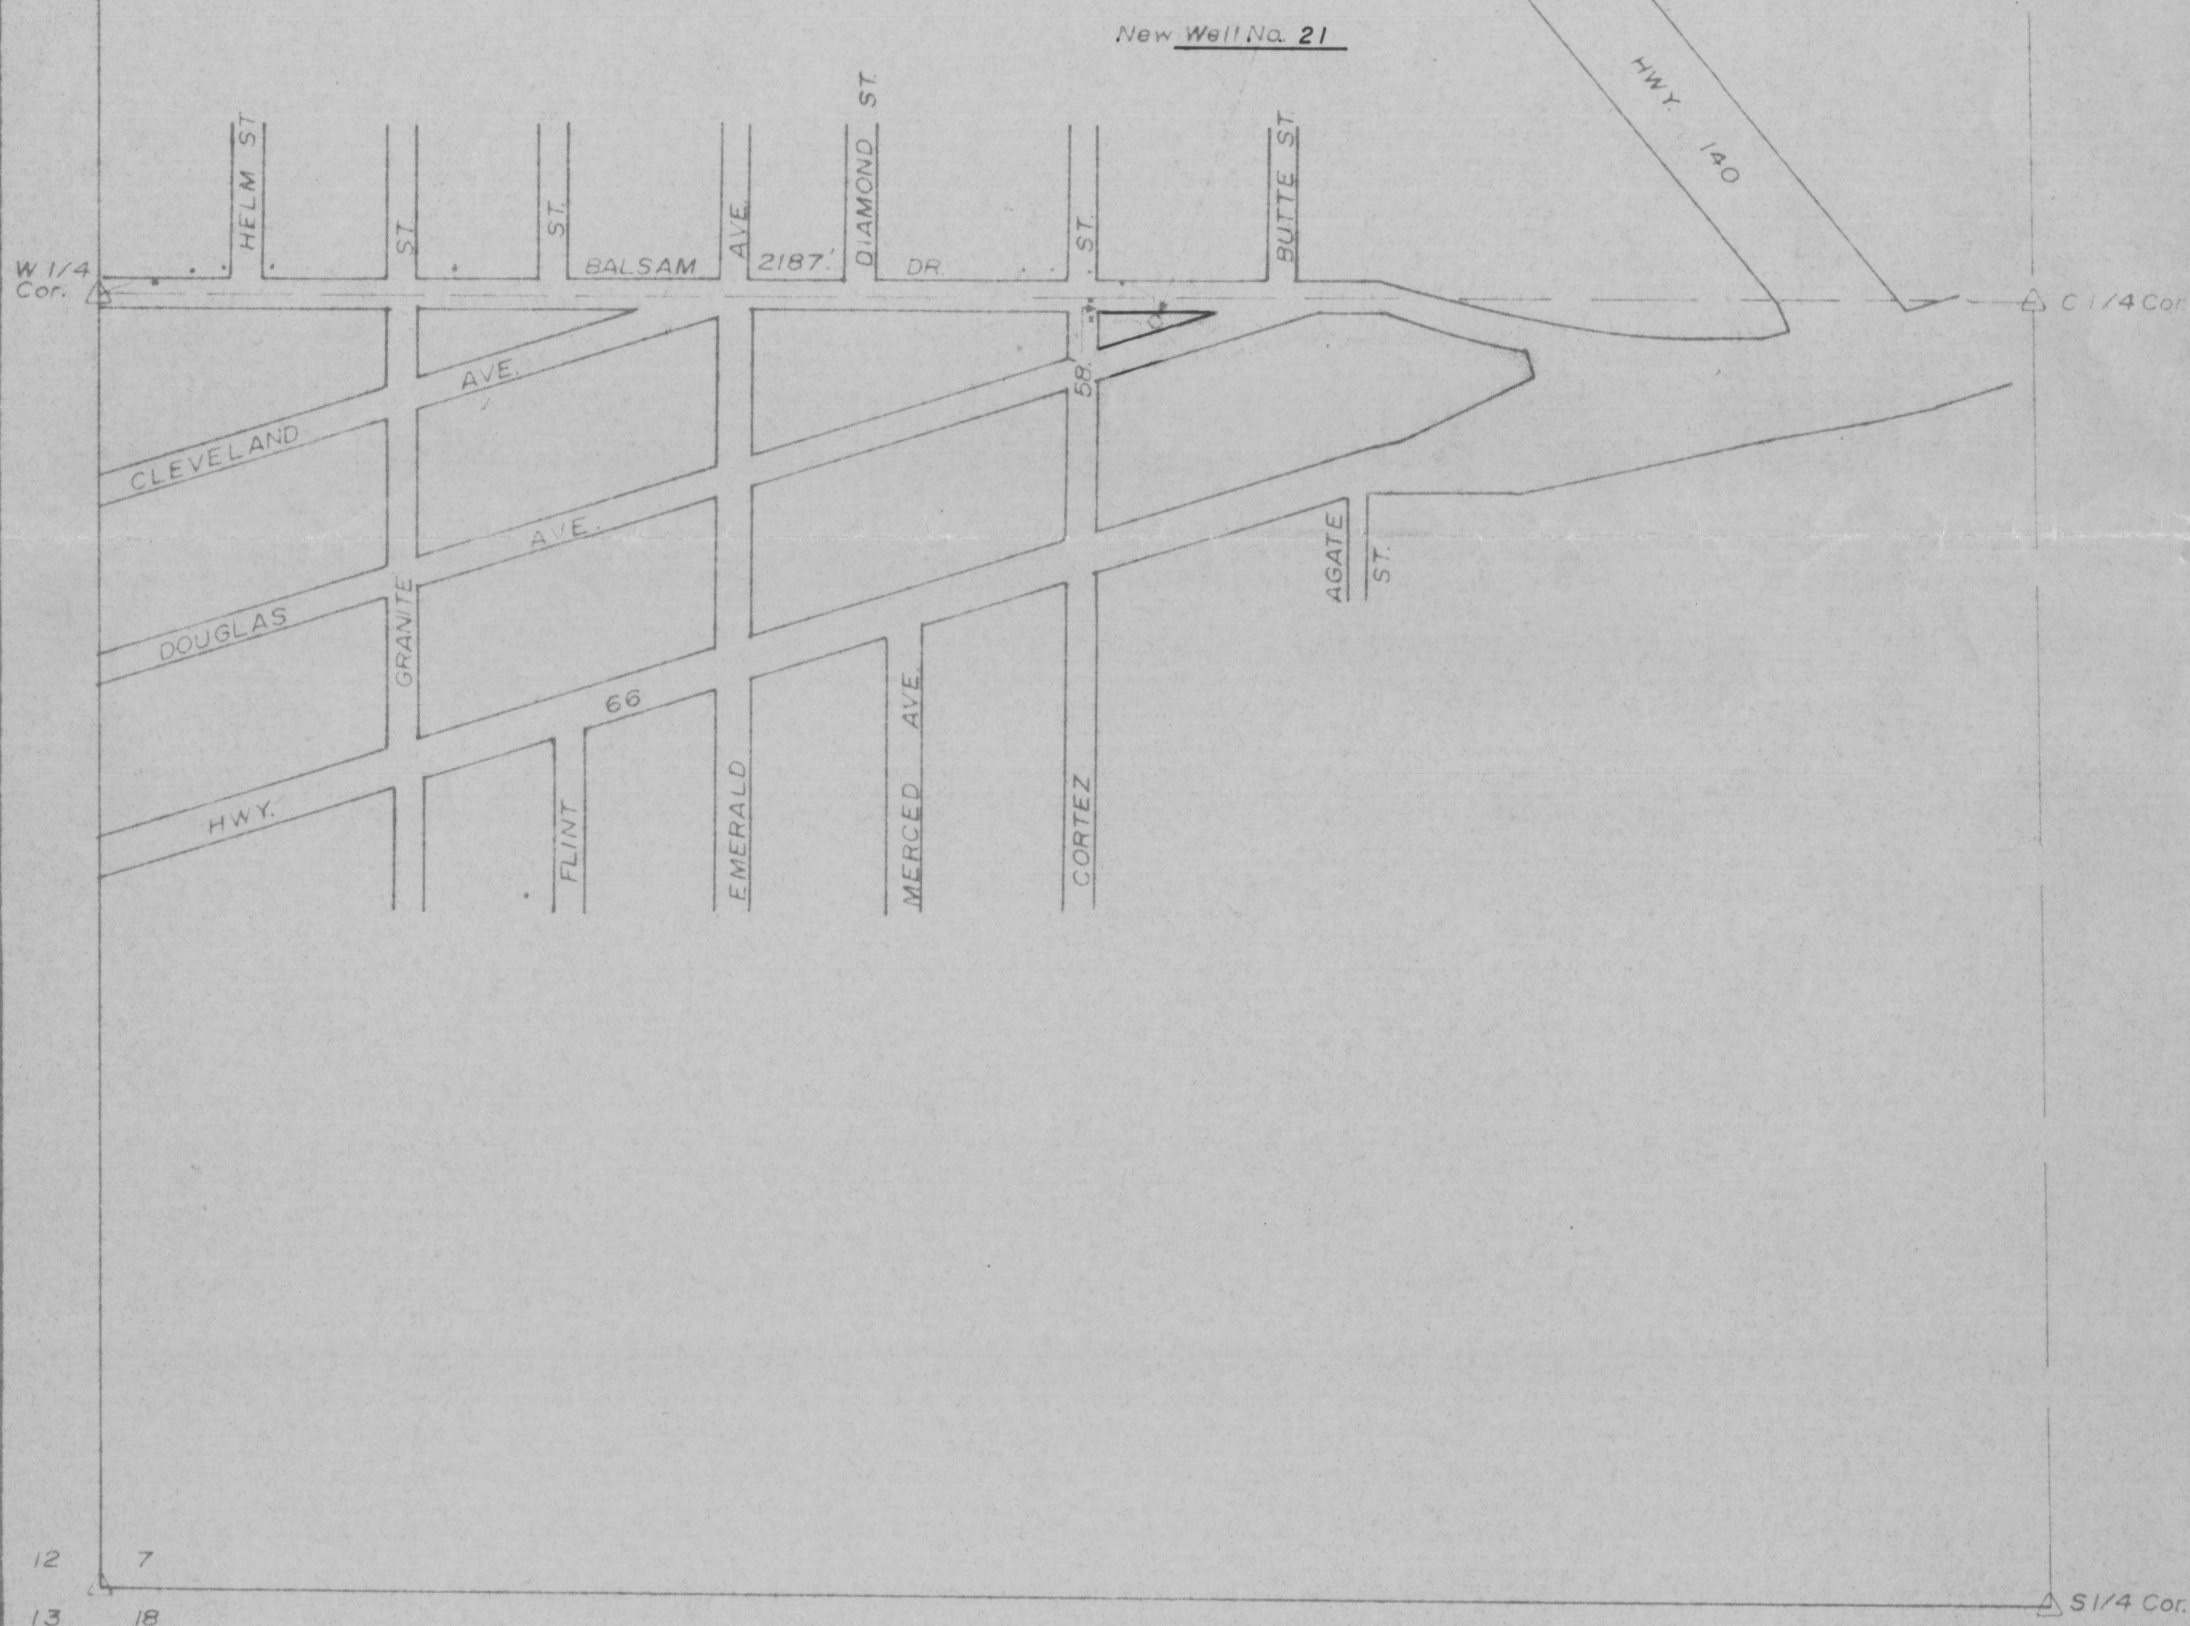 New Well No. 21
HWY. 140
HELM ST.
ST.
ST.
AVE.
DIAMOND ST.
ST.
BUTTE ST.
W 1/4
Cor.
BALSAM 2187.' DR.
C 1/4 Cor
58.'
CLEVELAND AVE.
DOUGLAS AVE.
AGATE ST.
GRANITE
HWY. 66
FLINT
EMERALD
MERCED AVE.
CORTEZ
12 7
13 18
S 1/4 Cor.